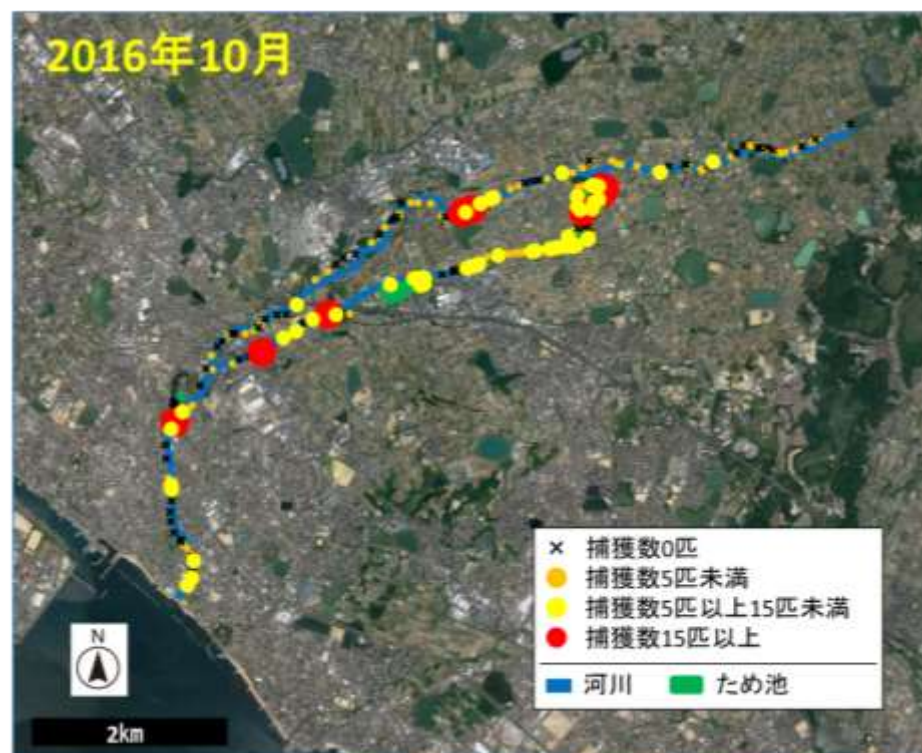 2016年10月
× 捕獲数0匹
捕獲数5匹未満
捕獲数5匹以上15匹未満
捕獲数15匹以上
河川 ため池
N
2km